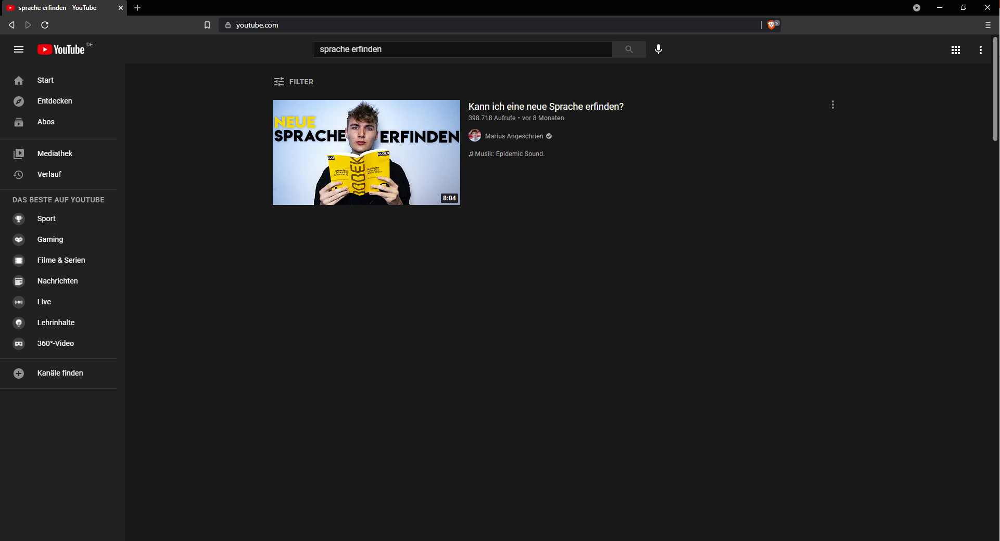 sprache erfinden - YouTube
youtube.com
5
YouTube DE
sprache erfinden
Start
Entdecken
Abos
Mediathek
Verlauf
DAS BESTE AUF YOUTUBE
Sport
Gaming
Filme & Serien
Nachrichten
Live
Lehrinhalte
360°-Video
Kanäle finden
FILTER
NEUE
SPRACHE ERFINDEN
DUDEN
8:04
Kann ich eine neue Sprache erfinden?
398.718 Aufrufe • vor 8 Monaten
Marius Angeschrien
♫ Musik: Epidemic Sound.